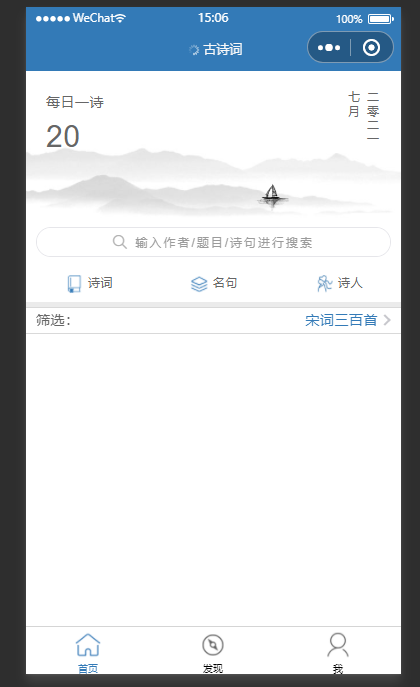 WeChat 15:06 100%
古诗词
每日一诗
20
二零二一
七月
输入作者/题目/诗句进行搜索
诗词 名句 诗人
筛选： 宋词三百首
首页 发现 我